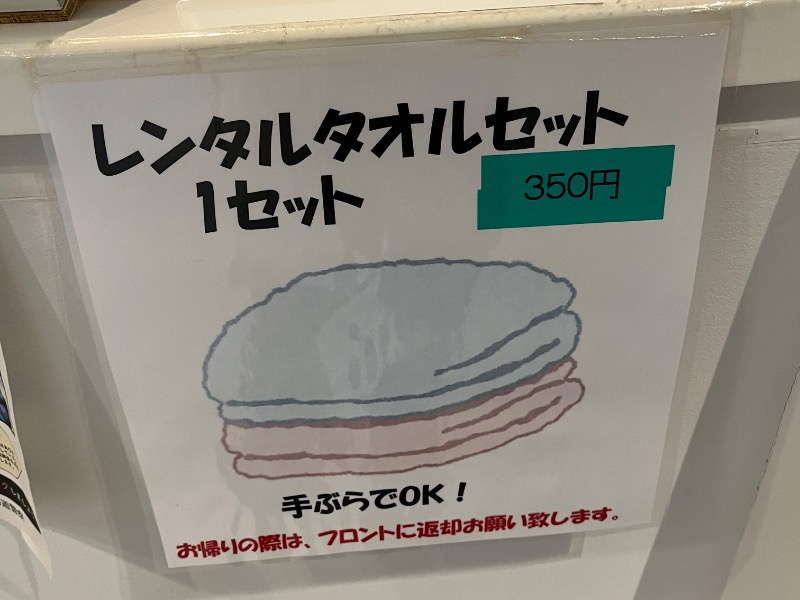 レンタルタオルセット
1セット
350円
手ぶらでOK！
お帰りの際は、フロントに返却お願い致します。